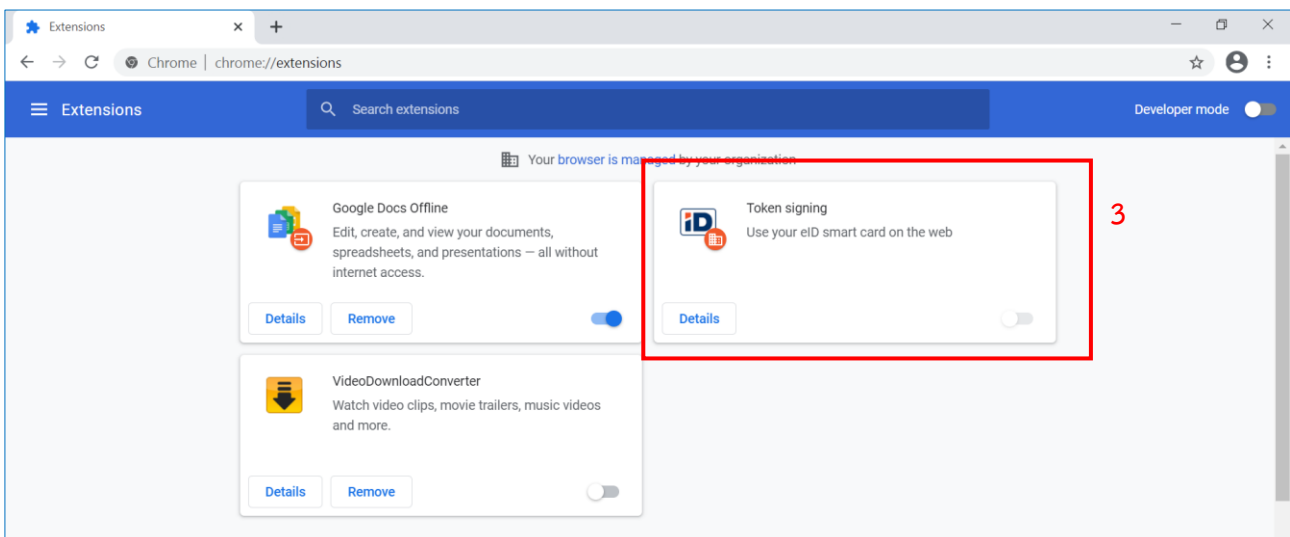 Extensions
Chrome | chrome://extensions
Extensions
Search extensions
Developer mode
Your browser is managed by your organization
Google Docs Offline
Edit, create, and view your documents,
spreadsheets, and presentations — all without
internet access.
Details
Remove
iD
Token signing
Use your eID smart card on the web
Details
3
VideoDownloadConverter
Watch video clips, movie trailers, music videos
and more.
Details
Remove